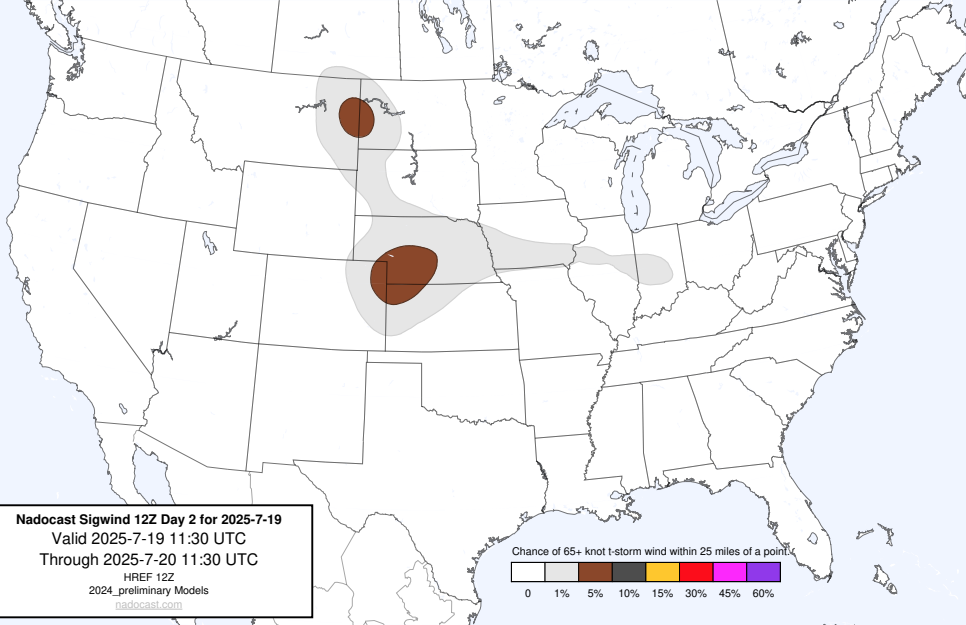 Nadocast Sigwind 12Z Day 2 for 2025-7-19
Valid 2025-7-19 11:30 UTC
Through 2025-7-20 11:30 UTC
HREF 12Z
2024_preliminary Models
nadocast.com
Chance of 65+ knot t-storm wind within 25 miles of a point.
0 1% 5% 10% 15% 30% 45% 60%